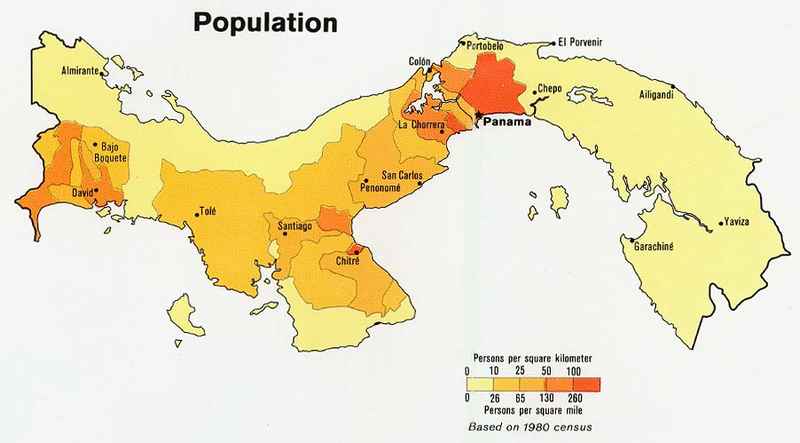 Population
Portobelo
El Porvenir
Almirante
Colón
Chepo
Ailigandi
La Chorrera
Panama
Bajo
Boquete
San Carlos
Penonomé
David
Tolé
Santiago
Yaviza
Garachiné
Chitré
Persons per square kilometer
0 10 25 50 100
0 26 65 130 260
Persons per square mile
Based on 1980 census